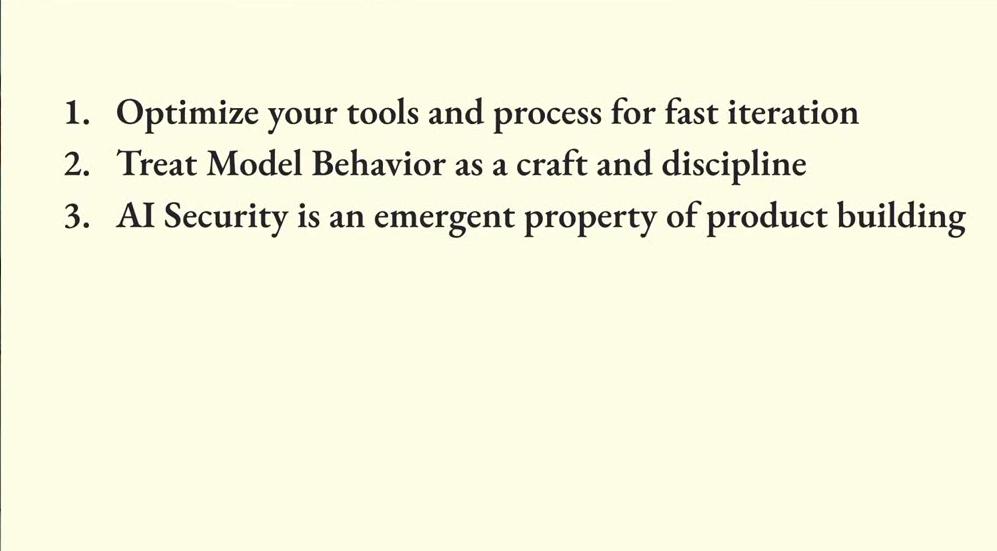 1. Optimize your tools and process for fast iteration
2. Treat Model Behavior as a craft and discipline
3. AI Security is an emergent property of product building